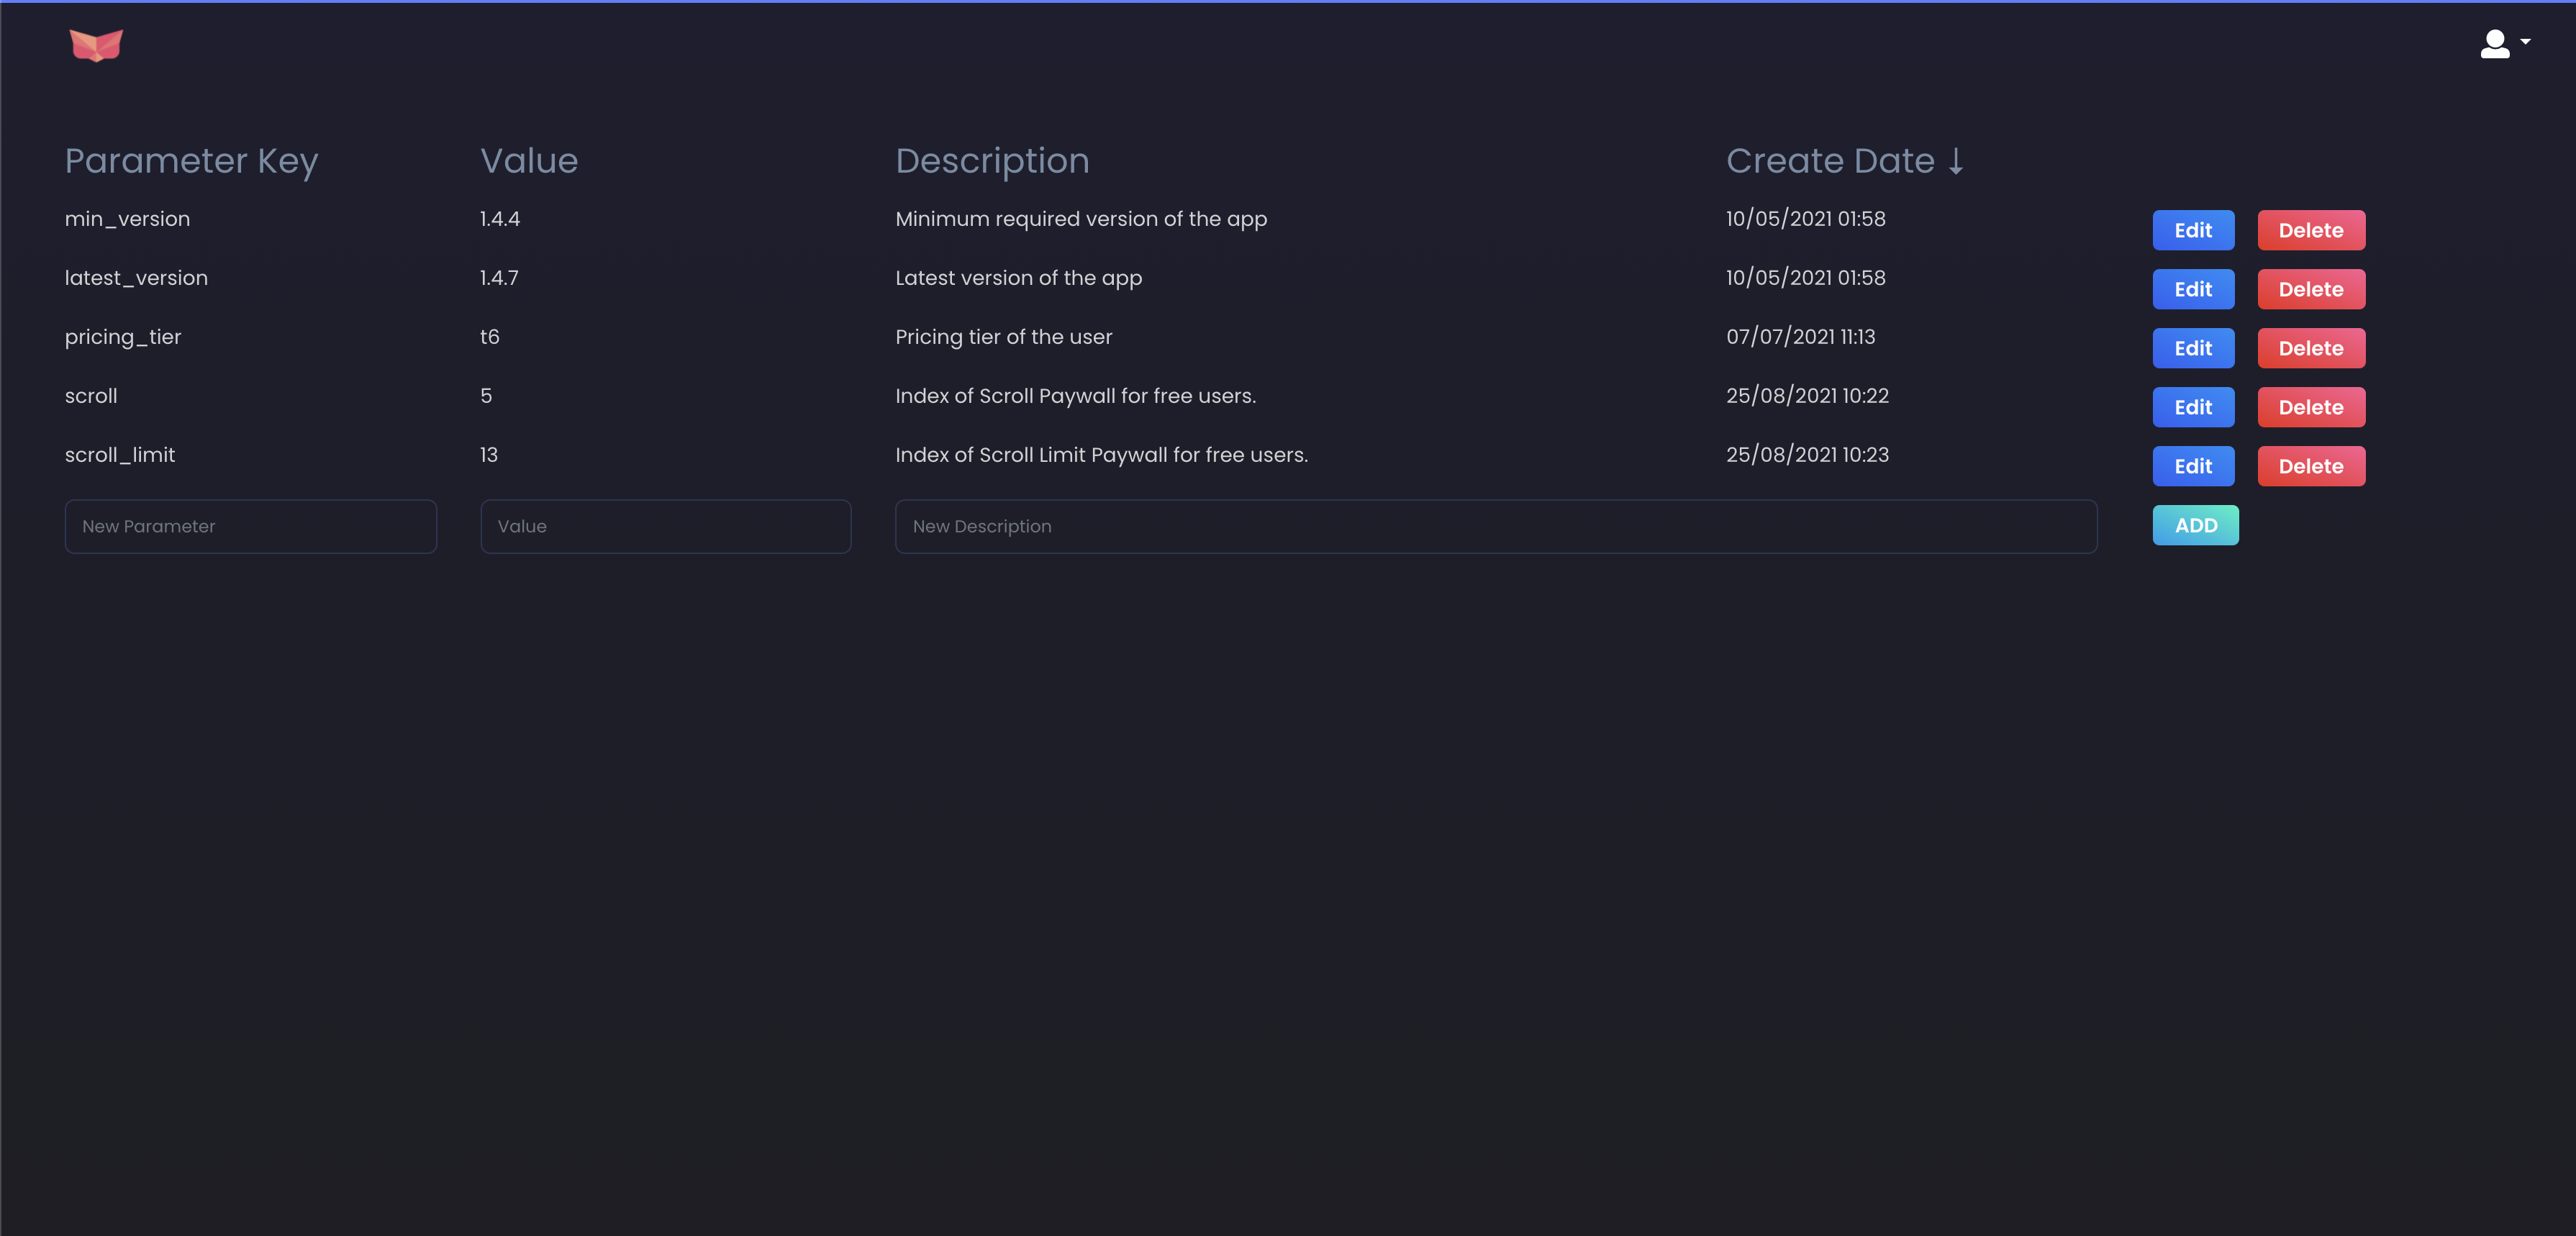 Parameter Key Value Description Create Date ↓
min_version 1.4.4 Minimum required version of the app 10/05/2021 01:58 Edit Delete
latest_version 1.4.7 Latest version of the app 10/05/2021 01:58 Edit Delete
pricing_tier t6 Pricing tier of the user 07/07/2021 11:13 Edit Delete
scroll 5 Index of Scroll Paywall for free users. 25/08/2021 10:22 Edit Delete
scroll_limit 13 Index of Scroll Limit Paywall for free users. 25/08/2021 10:23 Edit Delete
New Parameter Value New Description ADD